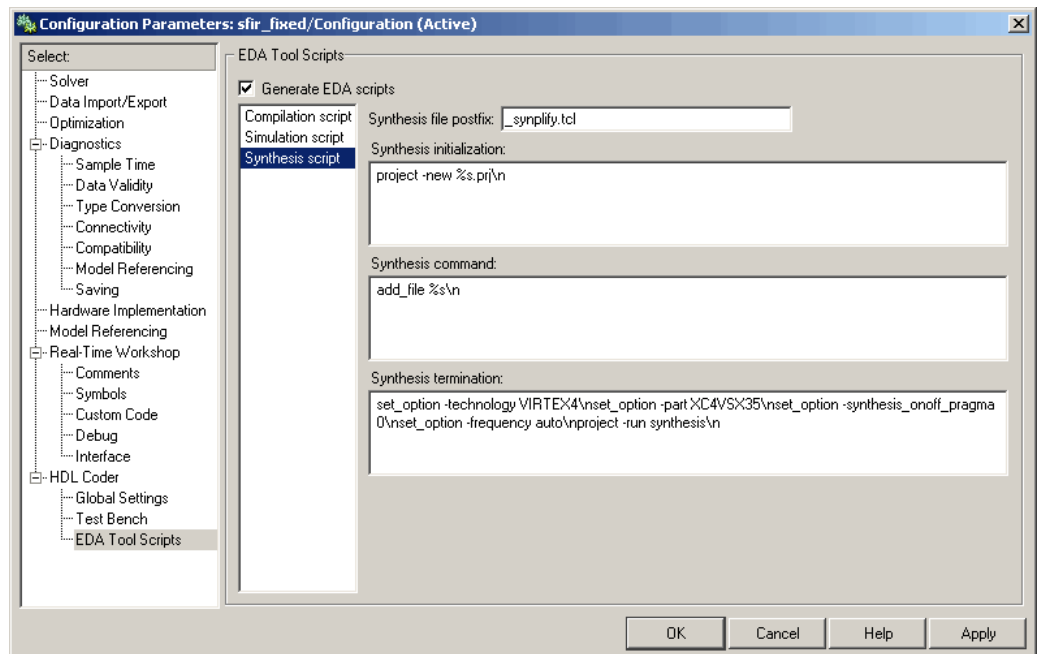 Configuration Parameters: sfir_fixed/Configuration (Active)
Select:
Solver
Data Import/Export
Optimization
Diagnostics
Sample Time
Data Validity
Type Conversion
Connectivity
Compatibility
Model Referencing
Saving
Hardware Implementation
Model Referencing
Real-Time Workshop
Comments
Symbols
Custom Code
Debug
Interface
HDL Coder
Global Settings
Test Bench
EDA Tool Scripts
EDA Tool Scripts
Generate EDA scripts
Compilation script
Simulation script
Synthesis script
Synthesis file postfix: _synplify.tcl
Synthesis initialization:
project -new %s.prj\n
Synthesis command:
add_file %s\n
Synthesis termination:
set_option -technology VIRTEX4\nset_option -part XC4VSX35\nset_option -synthesis_onoff_pragma
0\nset_option -frequency auto\nproject -run synthesis\n
OK
Cancel
Help
Apply